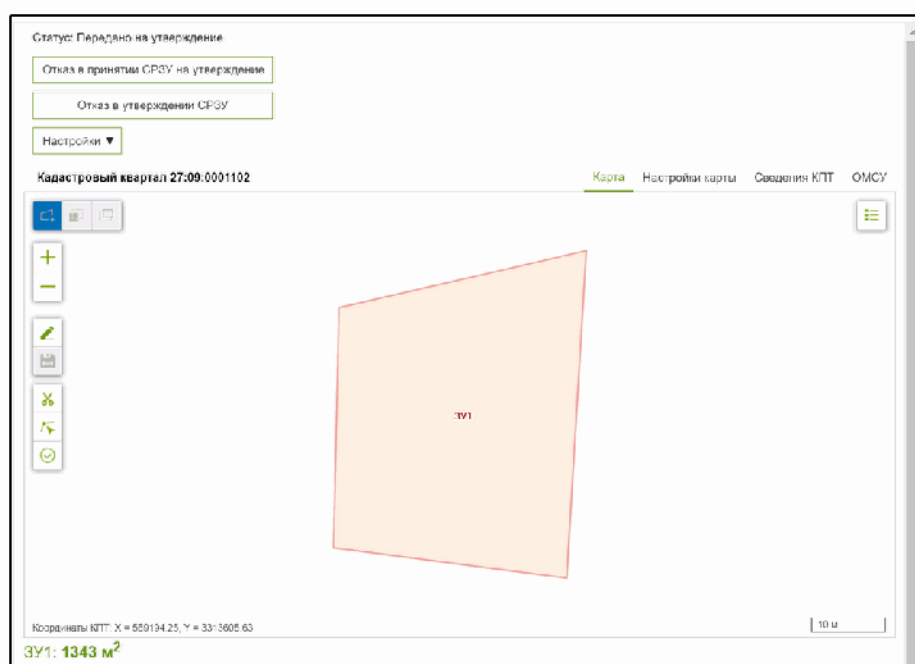 Статус: Передано на утверждение
Отказ в принятии СРЗУ на утверждение
Отказ в утверждении СРЗУ
Настройки ▼
Кадастровый квартал 27:09:0001102
Карта Настройки карты Сведения КПТ ОМСУ
ЗУ1
Координаты КПТ: X = 559194.25, Y = 3313605.63
10 м
ЗУ1: 1343 м²